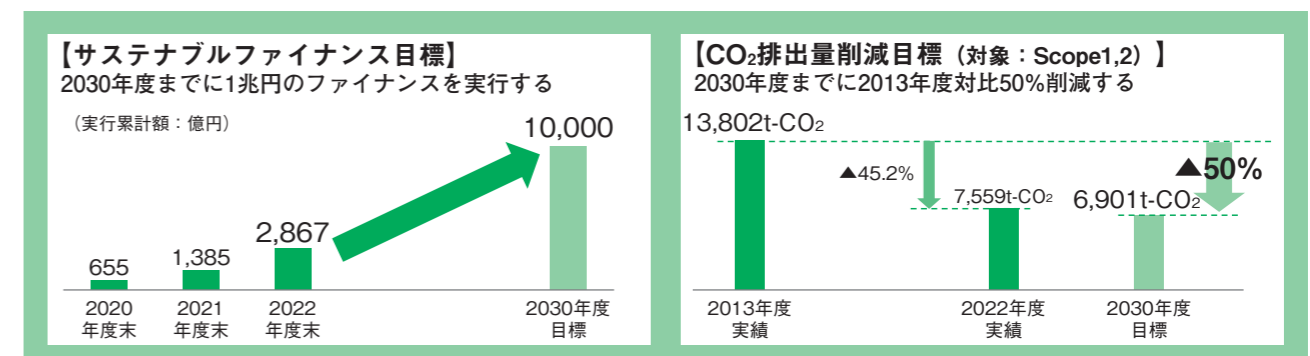 【サステナブルファイナンス目標】
2030年度までに1兆円のファイナンスを実行する
（実行累計額：億円）
10,000
2,867
1,385
655
2020
年度末
2021
年度末
2022
年度末
2030年度
目標
【CO₂排出量削減目標（対象：Scope1,2）】
2030年度までに2013年度対比50%削減する
13,802t-CO₂
▲45.2%
▲50%
7,559t-CO₂
6,901t-CO₂
2013年度
実績
2022年度
実績
2030年度
目標